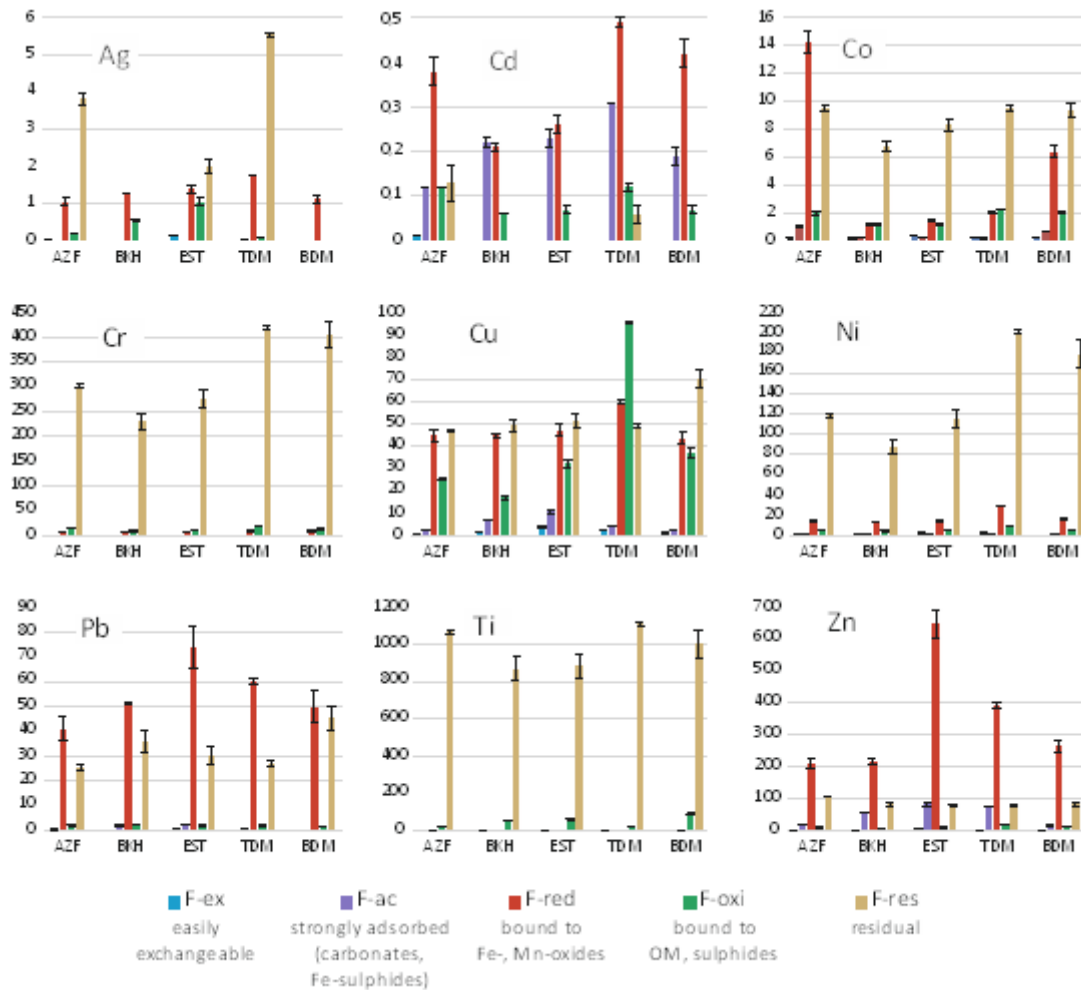 Ag
6
5
4
3
2
1
0
AZF BKH EST TDM BDM
Cd
0.5
0.4
0.3
0.2
0.1
0
AZF BKH EST TDM BDM
Co
16
14
12
10
8
6
4
2
0
AZF BKH EST TDM BDM
Cr
450
400
350
300
250
200
150
100
50
0
AZF BKH EST TDM BDM
Cu
100
90
80
70
60
50
40
30
20
10
0
AZF BKH EST TDM BDM
Ni
220
200
180
160
140
120
100
80
60
40
20
0
AZF BKH EST TDM BDM
Pb
90
80
70
60
50
40
30
20
10
0
AZF BKH EST TDM BDM
Ti
1200
1000
800
600
400
200
0
AZF BKH EST TDM BDM
Zn
700
600
500
400
300
200
100
0
AZF BKH EST TDM BDM
F-ex
easily
exchangeable
F-ac
strongly adsorbed
(carbonates,
Fe-sulphides)
F-red
bound to
Fe-, Mn-oxides
F-oxi
bound to
OM, sulphides
F-res
residual